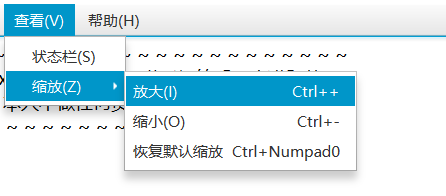 查看(V) 帮助(H)
~ ~ ~ ~ ~ ~ ~ ~ ~ ~ ~ ~
状态栏(S)
缩放(Z)
放大(I) Ctrl++
缩小(O) Ctrl+-
恢复默认缩放 Ctrl+Numpad0
~ ~ ~ ~ ~ ~